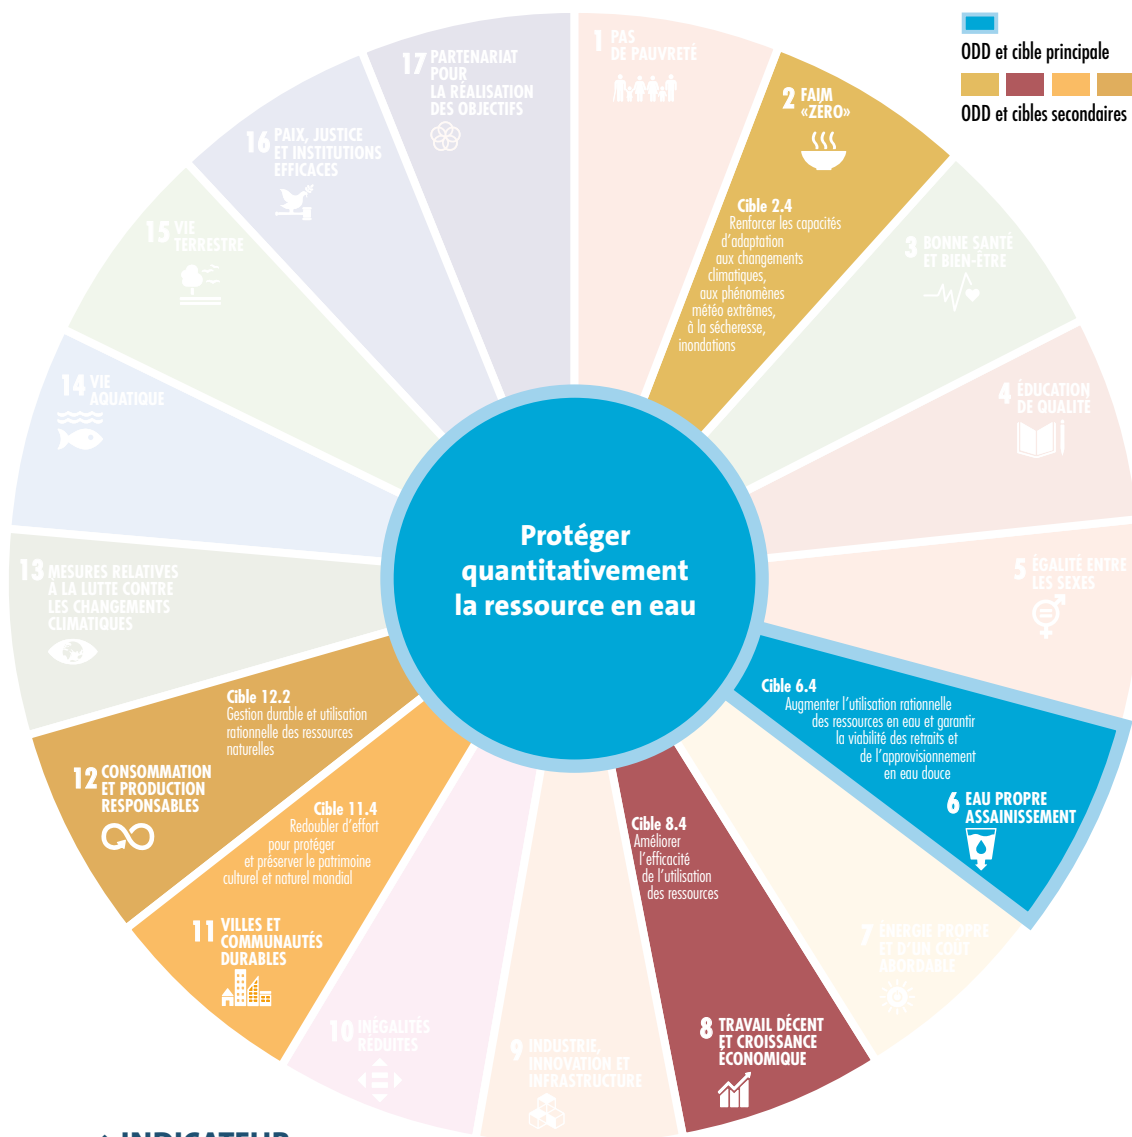 1 PAS
DE PAUVRETÉ
2 FAIM
«ZÉRO»
Cible 2.4
Renforcer les capacités
d'adaptation
aux changements
climatiques,
aux phénomènes
météo extrêmes,
à la sécheresse,
inondations
3 BONNE SANTÉ
ET BIEN-ÊTRE
4 ÉDUCATION
DE QUALITÉ
5 ÉGALITÉ ENTRE
LES SEXES
Cible 6.4
Augmenter l'utilisation rationnelle
des ressources en eau et garantir
la viabilité des retraits et
de l'approvisionnement
en eau douce
6 EAU PROPRE
ASSAINISSEMENT
7 ÉNERGIE PROPRE
ET D'UN COÛT
ABORDABLE
Cible 8.4
Améliorer
l'efficacité
de l'utilisation
des ressources
8 TRAVAIL DÉCENT
ET CROISSANCE
ÉCONOMIQUE
9 INDUSTRIE,
INNOVATION ET
INFRASTRUCTURE
10 INÉGALITÉS
RÉDUITES
Cible 11.4
Redoubler d'effort
pour protéger
et préserver le patrimoine
culturel et naturel mondial
11 VILLES ET
COMMUNAUTÉS
DURABLES
Cible 12.2
Gestion durable et utilisation
rationnelle des ressources
naturelles
12 CONSOMMATION
ET PRODUCTION
RESPONSABLES
13 MESURES RELATIVES
À LA LUTTE CONTRE
LES CHANGEMENTS
CLIMATIQUES
14 VIE
AQUATIQUE
15 VIE
TERRESTRE
16 PAIX, JUSTICE
ET INSTITUTIONS
EFFICACES
17 PARTENARIAT
POUR
LA RÉALISATION
DES OBJECTIFS
Protéger
quantitativement
la ressource en eau
ODD et cible principale
ODD et cibles secondaires
INDICATEUR